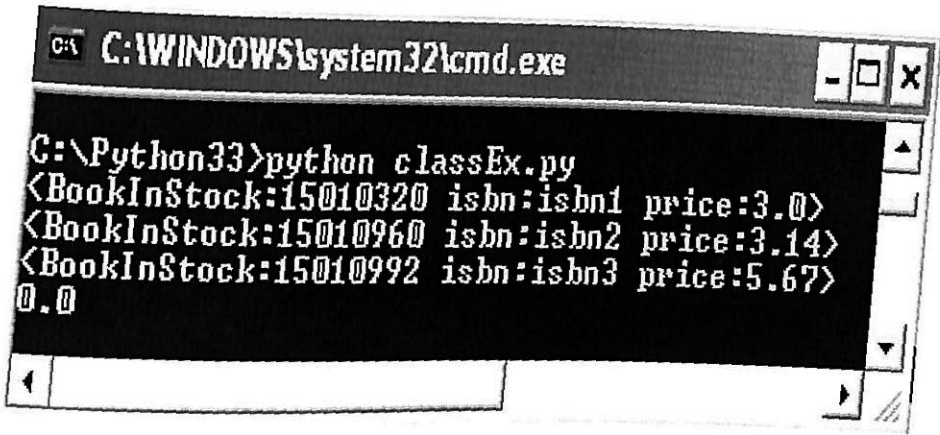 C:\WINDOWS\system32\cmd.exe
C:\Python33>python classEx.py
<BookInStock:15010320 isbn:isbn1 price:3.0>
<BookInStock:15010960 isbn:isbn2 price:3.14>
<BookInStock:15010992 isbn:isbn3 price:5.67>
0.0